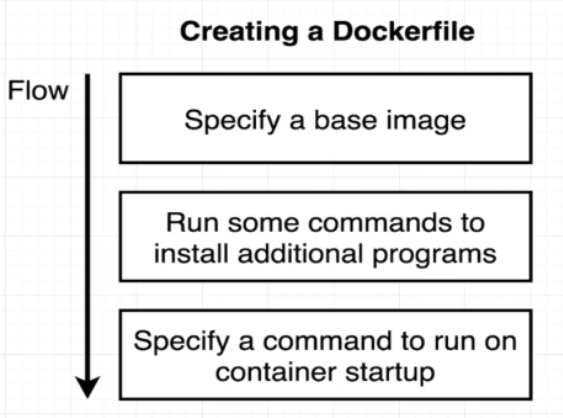 Creating a Dockerfile
Flow
Specify a base image
Run some commands to
install additional programs
Specify a command to run on
container startup